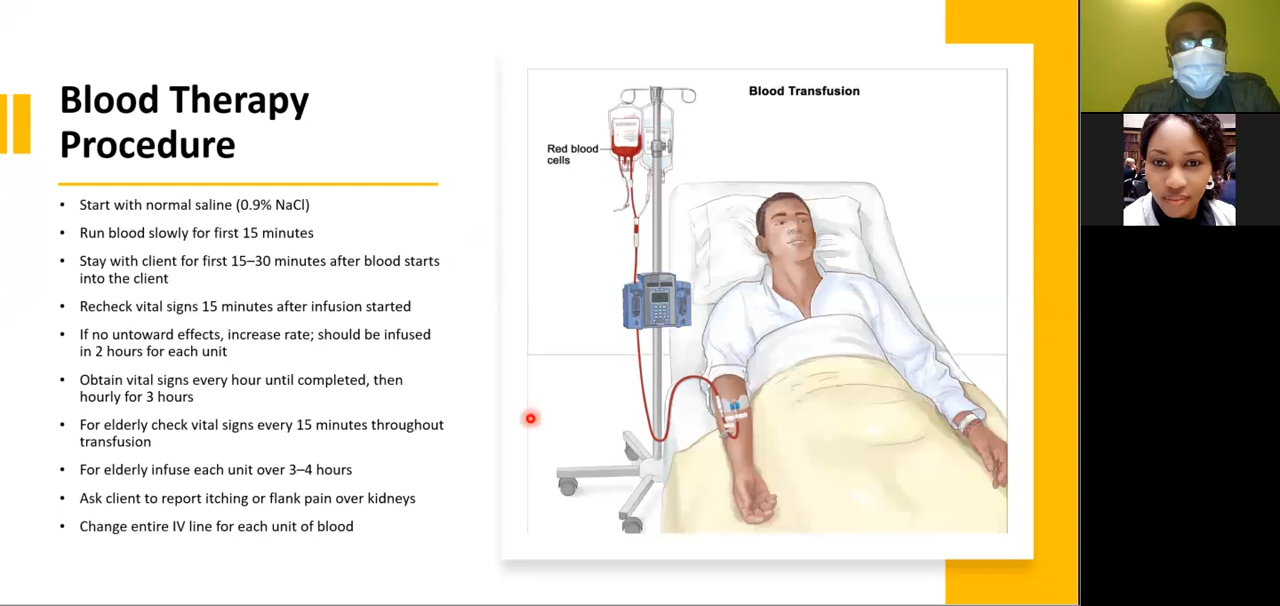 Blood Therapy
Procedure
• Start with normal saline (0.9% NaCl)
• Run blood slowly for first 15 minutes
• Stay with client for first 15–30 minutes after blood starts
into the client
• Recheck vital signs 15 minutes after infusion started
• If no untoward effects, increase rate; should be infused
in 2 hours for each unit
• Obtain vital signs every hour until completed, then
hourly for 3 hours
• For elderly check vital signs every 15 minutes throughout
transfusion
• For elderly infuse each unit over 3–4 hours
• Ask client to report itching or flank pain over kidneys
• Change entire IV line for each unit of blood
Blood Transfusion
Red blood
cells